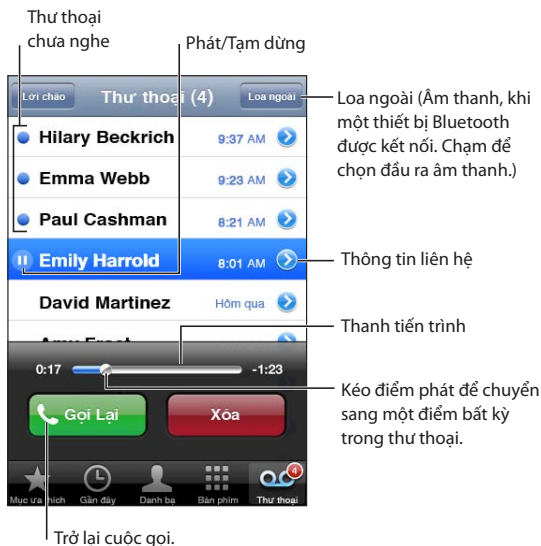 Thư thoại
chưa nghe
Phát/Tạm dừng
Lời chào
Thư thoại (4)
Loa ngoài
Loa ngoài (Âm thanh, khi
một thiết bị Bluetooth
được kết nối. Chạm để
chọn đầu ra âm thanh.)
Hilary Beckrich 9:37 AM
Emma Webb 9:23 AM
Paul Cashman 8:21 AM
Emily Harrold 8:01 AM
Thông tin liên hệ
David Martinez Hôm qua
Amy Frost
Thanh tiến trình
0:17 -1:23
Kéo điểm phát để chuyển
sang một điểm bất kỳ
trong thư thoại.
Gọi Lại
Xóa
4
Mục ưa thích Gần đây Danh bạ Bàn phím Thư thoại
Trở lại cuộc gọi.